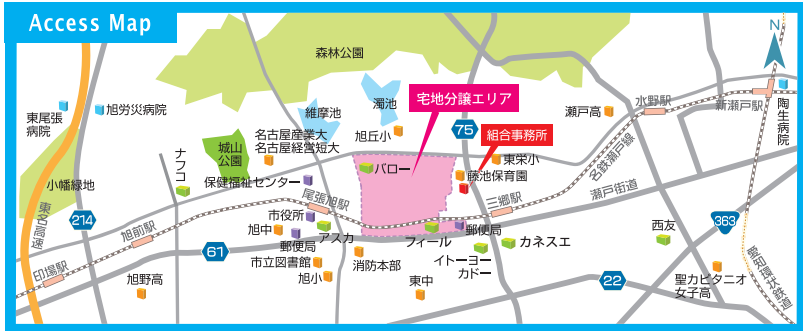 Access Map
森林公園
N
宅地分譲エリア
濁池
維摩池
東尾張
病院
旭労災病院
瀬戸高
水野駅
新瀬戸駅
陶生病院
75
組合事務所
旭丘小
名古屋産業大
名古屋経営短大
城山
公園
ナフコ
バロー
東栄小
藤池保育園
名鉄瀬戸線
保健福祉センター
小幡緑地
尾張旭駅
三郷駅
瀬戸街道
東名高速
214
旭前駅
市役所
旭中
アスカ
郵便局
フィール
郵便局
カネスエ
西友
363
61
郵便局
市立図書館
消防本部
イトーヨー
カドー
愛知環状鉄道
印場駅
旭野高
旭小
東中
22
聖カピタニオ
女子高